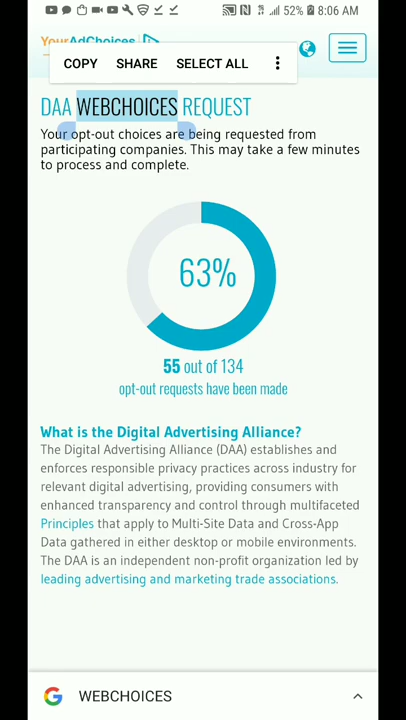 52% 8:06 AM
YourAdChoices
COPY SHARE SELECT ALL
DAA WEBCHOICES REQUEST
Your opt-out choices are being requested from
participating companies. This may take a few minutes
to process and complete.
63%
55 out of 134
opt-out requests have been made
What is the Digital Advertising Alliance?
The Digital Advertising Alliance (DAA) establishes and
enforces responsible privacy practices across industry for
relevant digital advertising, providing consumers with
enhanced transparency and control through multifaceted
Principles that apply to Multi-Site Data and Cross-App
Data gathered in either desktop or mobile environments.
The DAA is an independent non-profit organization led by
leading advertising and marketing trade associations.
WEBCHOICES